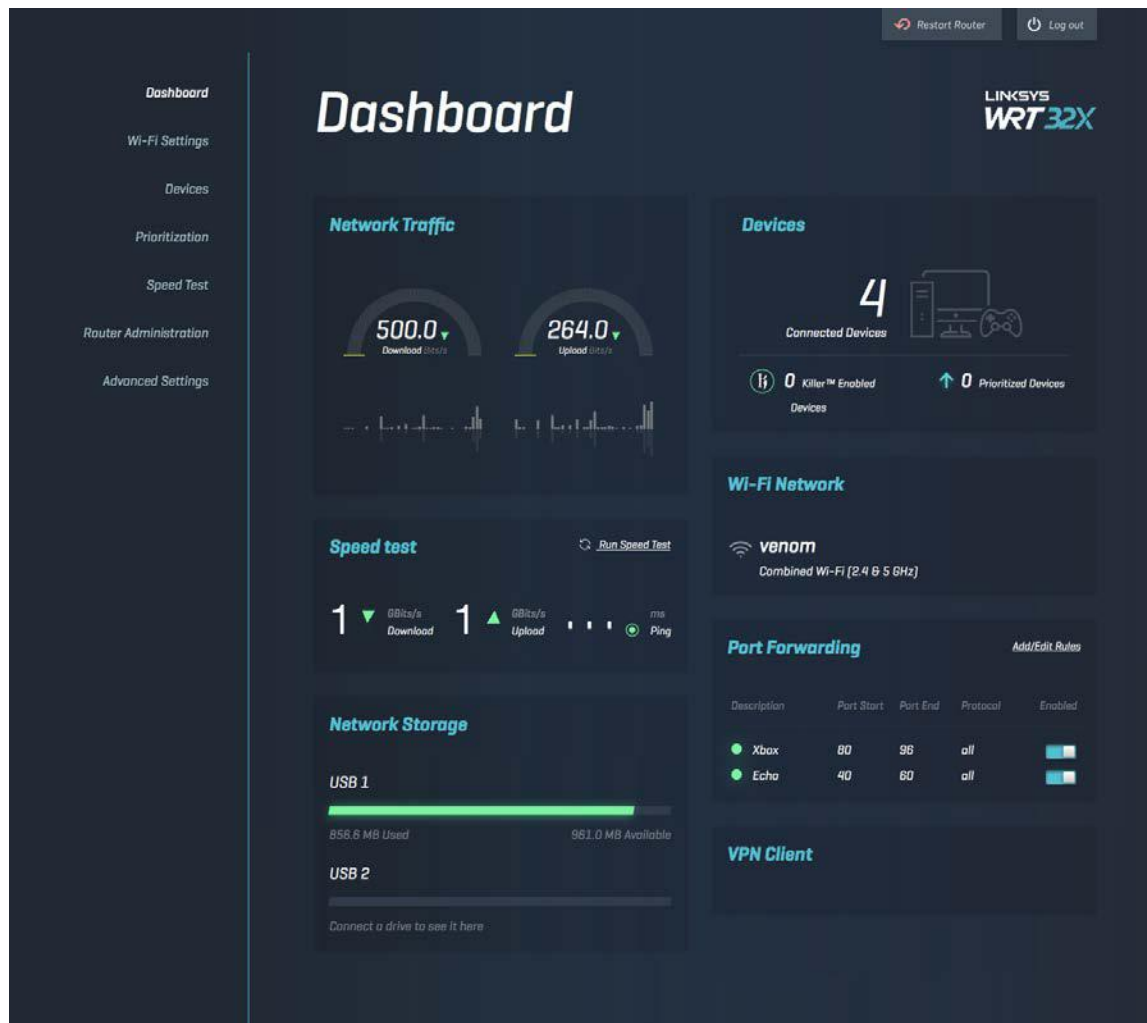 Restart Router
Log out
Dashboard
Wi-Fi Settings
Devices
Prioritization
Speed Test
Router Administration
Advanced Settings
Dashboard
LINKSYS
WRT 32X
Network Traffic
500.0
Download Bits/s
264.0
Upload Bits/s
Devices
4
Connected Devices
0 Killer™ Enabled
Devices
0 Prioritized Devices
Wi-Fi Network
venom
Combined Wi-Fi (2.4 & 5 GHz)
Speed test
Run Speed Test
1 GBits/s
Download
1 GBits/s
Upload
ms
Ping
Port Forwarding
Add/Edit Rules
Description Port Start Port End Protocol Enabled
Xbox 80 96 all
Echo 40 60 all
Network Storage
USB 1
856.6 MB Used 961.0 MB Available
USB 2
Connect a drive to see it here
VPN Client